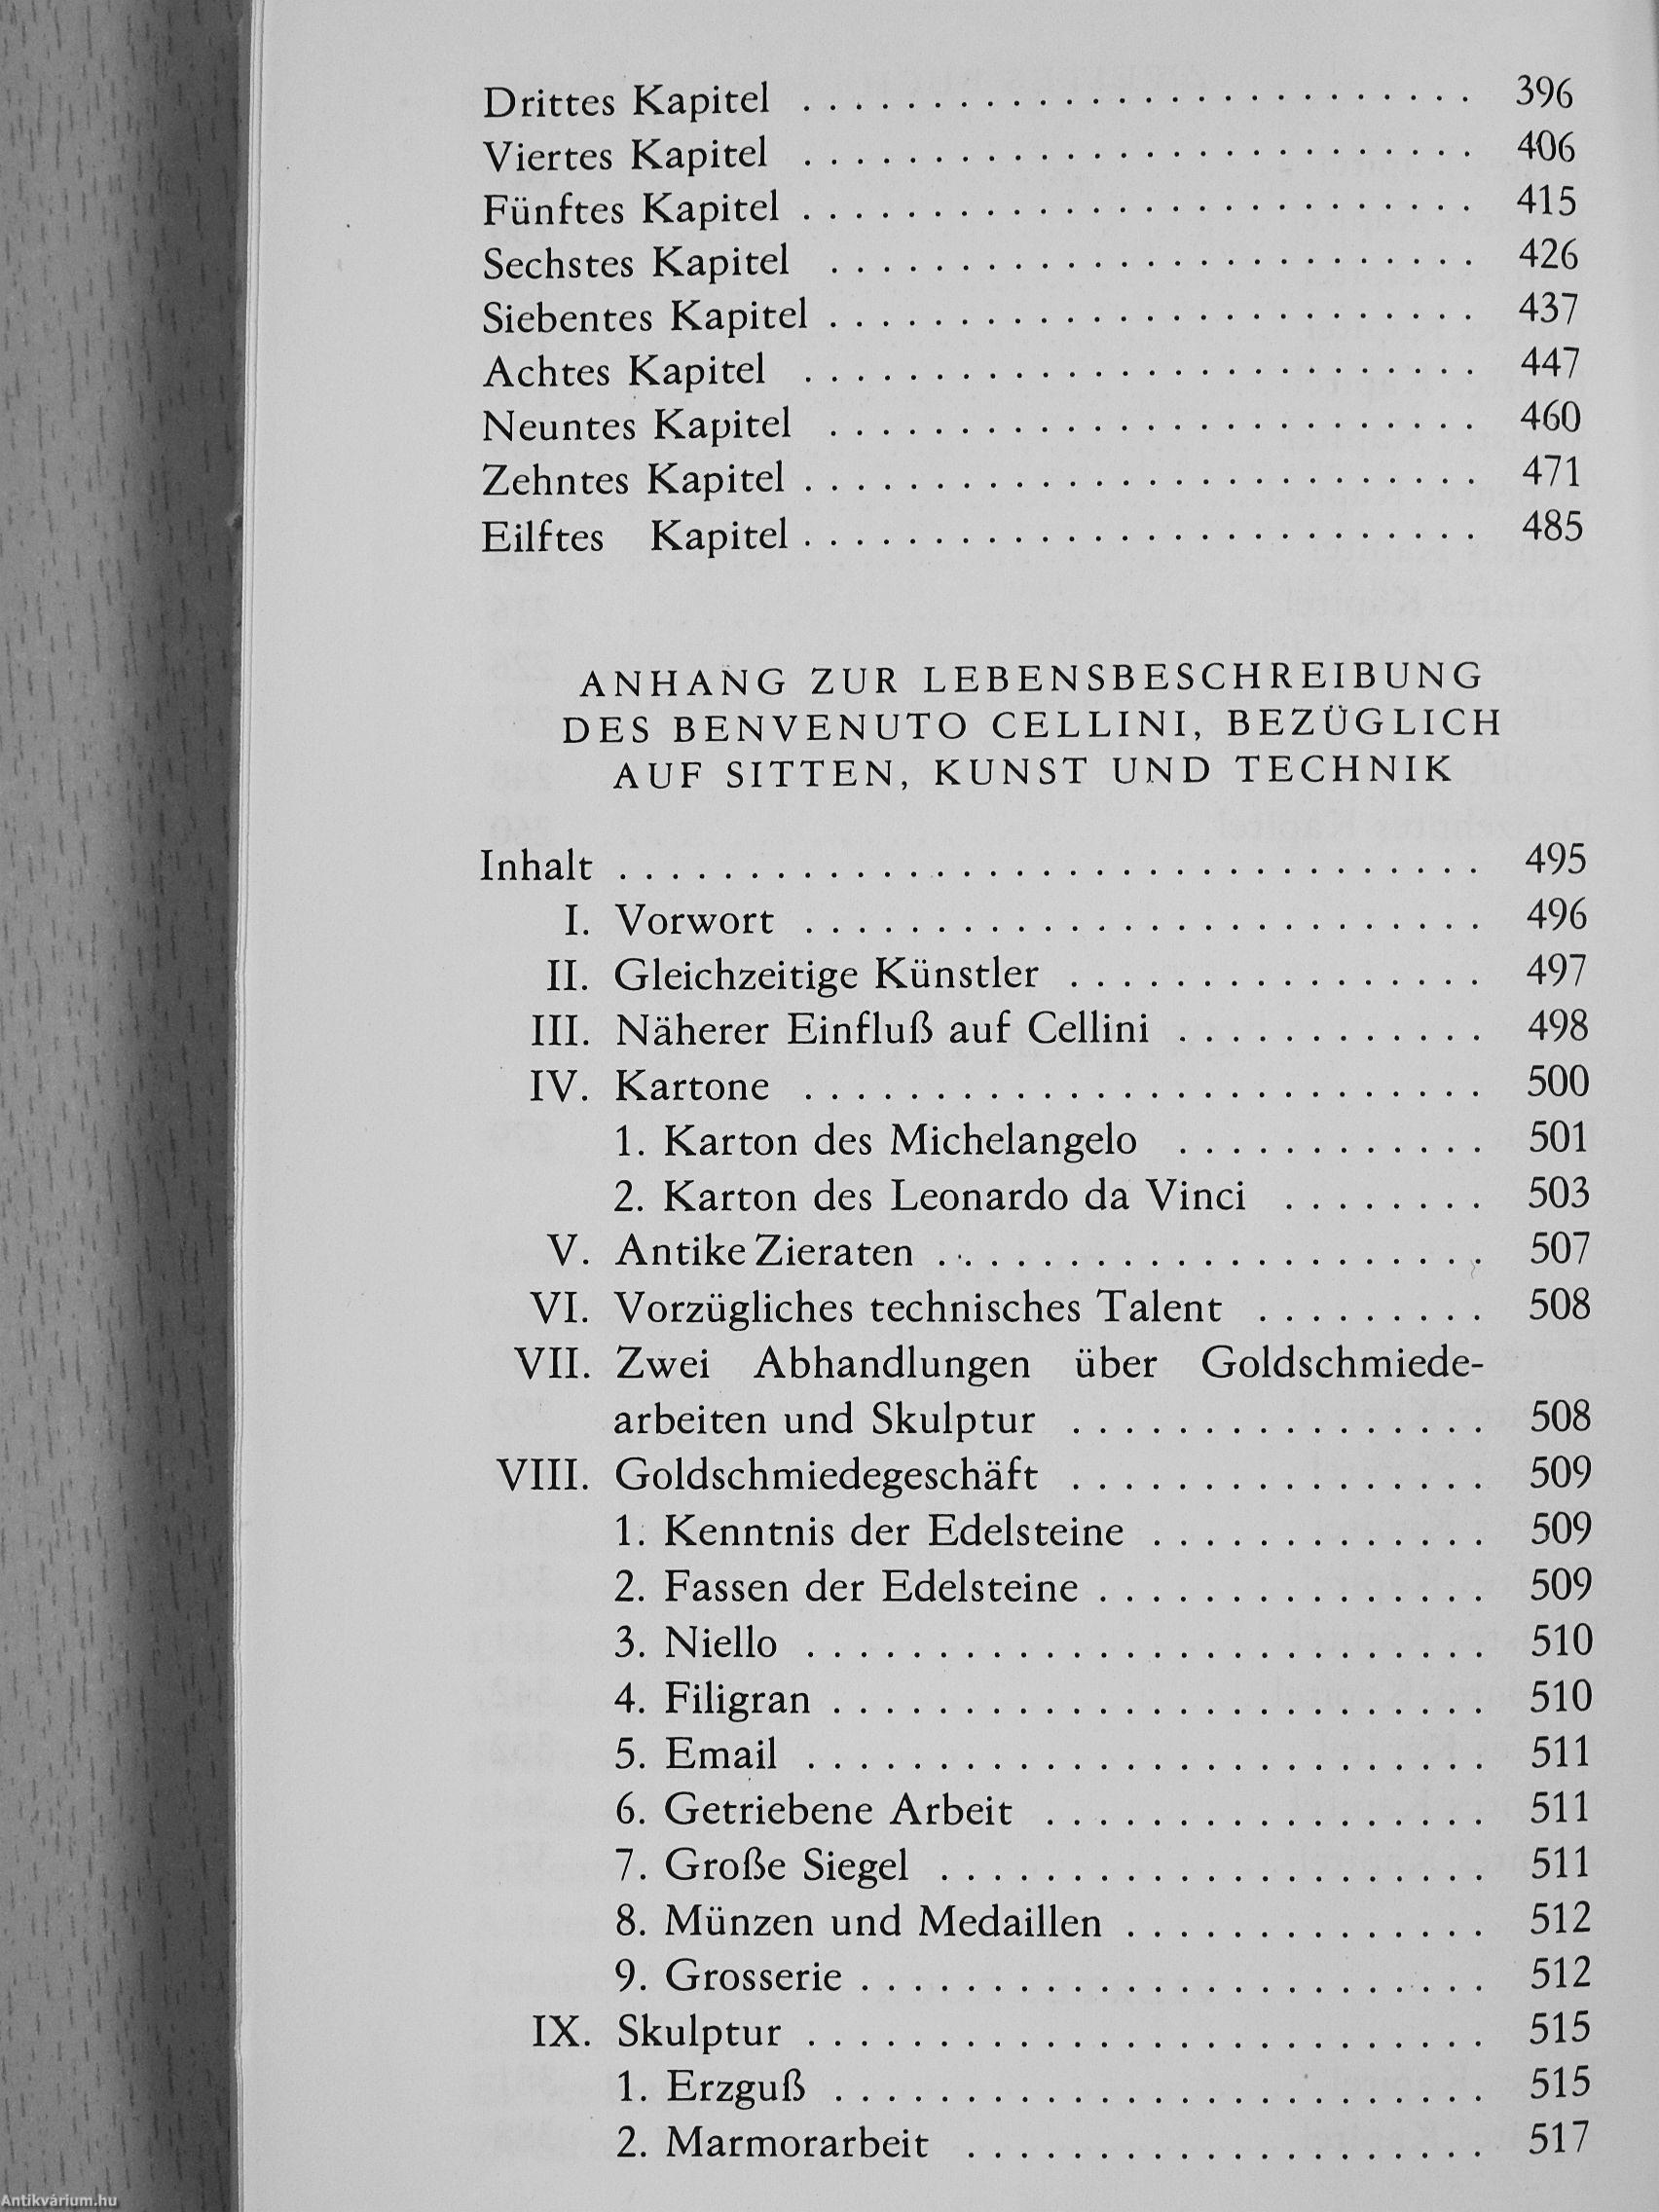 Drittes Kapitel . . . . . . . . . . . . . . . . . . . . . . . . . . 396
Viertes Kapitel . . . . . . . . . . . . . . . . . . . . . . . . . . 406
Fünftes Kapitel . . . . . . . . . . . . . . . . . . . . . . . . . . 415
Sechstes Kapitel . . . . . . . . . . . . . . . . . . . . . . . . . 426
Siebentes Kapitel . . . . . . . . . . . . . . . . . . . . . . . . . 437
Achtes Kapitel . . . . . . . . . . . . . . . . . . . . . . . . . . 447
Neuntes Kapitel . . . . . . . . . . . . . . . . . . . . . . . . . 460
Zehntes Kapitel . . . . . . . . . . . . . . . . . . . . . . . . . . 471
Eilftes Kapitel . . . . . . . . . . . . . . . . . . . . . . . . . . 485
ANHANG ZUR LEBENSBESCHREIBUNG
DES BENVENUTO CELLINI, BEZÜGLICH
AUF SITTEN, KUNST UND TECHNIK
Inhalt . . . . . . . . . . . . . . . . . . . . . . . . . . . . . . . . . 495
I. Vorwort . . . . . . . . . . . . . . . . . . . . . . . . . . 496
II. Gleichzeitige Künstler . . . . . . . . . . . . . . . . 497
III. Näherer Einfluß auf Cellini . . . . . . . . . . . . 498
IV. Kartone . . . . . . . . . . . . . . . . . . . . . . . . . . 500
1. Karton des Michelangelo . . . . . . . . . . . . 501
2. Karton des Leonardo da Vinci . . . . . . . . 503
V. Antike Zieraten . . . . . . . . . . . . . . . . . . . . . 507
VI. Vorzügliches technisches Talent . . . . . . . . . 508
VII. Zwei Abhandlungen über Goldschmiede-
arbeiten und Skulptur . . . . . . . . . . . . . . . . 508
VIII. Goldschmiedegeschäft . . . . . . . . . . . . . . . . 509
1. Kenntnis der Edelsteine . . . . . . . . . . . . . 509
2. Fassen der Edelsteine . . . . . . . . . . . . . . . 509
3. Niello . . . . . . . . . . . . . . . . . . . . . . . . . . 510
4. Filigran . . . . . . . . . . . . . . . . . . . . . . . . . 510
5. Email . . . . . . . . . . . . . . . . . . . . . . . . . . 511
6. Getriebene Arbeit . . . . . . . . . . . . . . . . . 511
7. Große Siegel . . . . . . . . . . . . . . . . . . . . . 511
8. Münzen und Medaillen . . . . . . . . . . . . . . 512
9. Grosserie . . . . . . . . . . . . . . . . . . . . . . . . 512
IX. Skulptur . . . . . . . . . . . . . . . . . . . . . . . . . . 515
1. Erzguß . . . . . . . . . . . . . . . . . . . . . . . . . 515
2. Marmorarbeit . . . . . . . . . . . . . . . . . . . . 517
Antikvárium.hu